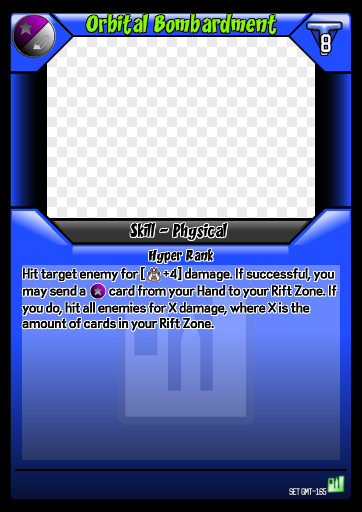 Orbital Bombardment
8
Skill - Physical
Hyper Rank
Hit target enemy for [ +4] damage. If successful, you
may send a card from your Hand to your Rift Zone. If
you do, hit all enemies for X damage, where X is the
amount of cards in your Rift Zone.
SET GMT-165